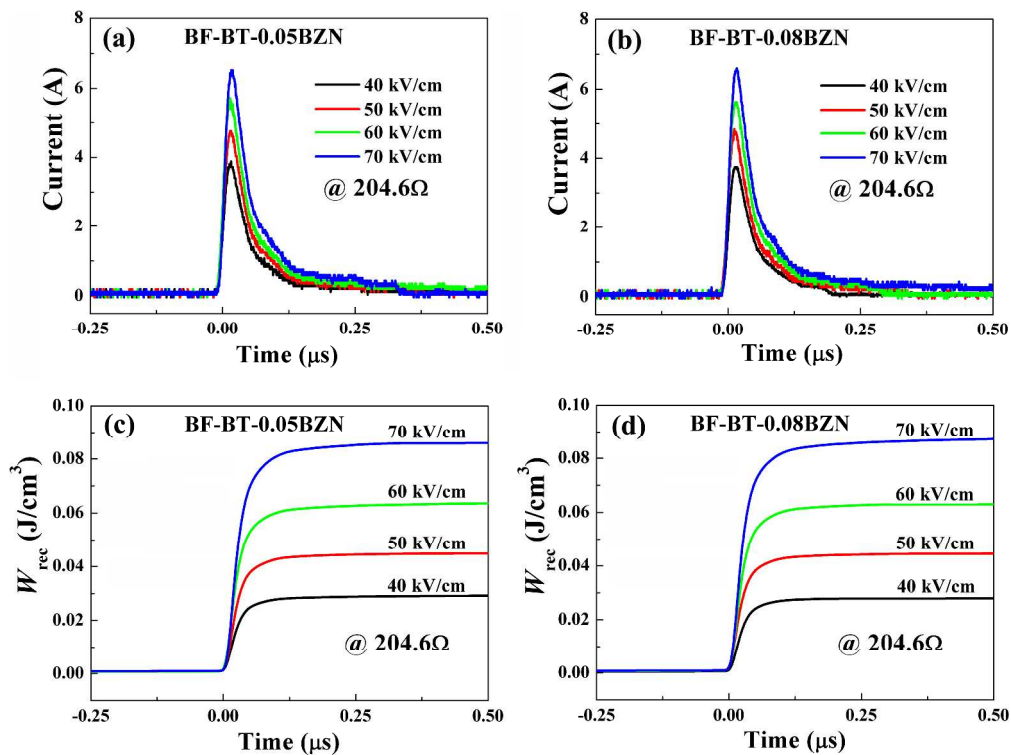 (a)
BF-BT-0.05BZN
40 kV/cm
50 kV/cm
60 kV/cm
70 kV/cm
@ 204.6Ω
Current (A)
8
6
4
2
0
-0.25
0.00
0.25
0.50
Time (μs)
(b)
BF-BT-0.08BZN
40 kV/cm
50 kV/cm
60 kV/cm
70 kV/cm
@ 204.6Ω
Current (A)
8
6
4
2
0
-0.25
0.00
0.25
0.50
Time (μs)
(c)
BF-BT-0.05BZN
70 kV/cm
60 kV/cm
50 kV/cm
40 kV/cm
@ 204.6Ω
Wrec (J/cm³)
0.10
0.08
0.06
0.04
0.02
0.00
-0.25
0.00
0.25
0.50
Time (μs)
(d)
BF-BT-0.08BZN
70 kV/cm
60 kV/cm
50 kV/cm
40 kV/cm
@ 204.6Ω
Wrec (J/cm³)
0.10
0.08
0.06
0.04
0.02
0.00
-0.25
0.00
0.25
0.50
Time (μs)